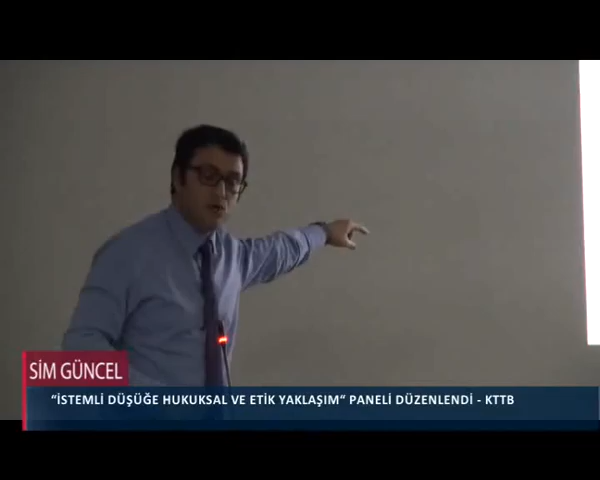 SİM GÜNCEL
“İSTEMLİ DÜŞÜĞE HUKUKSAL VE ETİK YAKLAŞIM“ PANELİ DÜZENLENDİ - KTTB